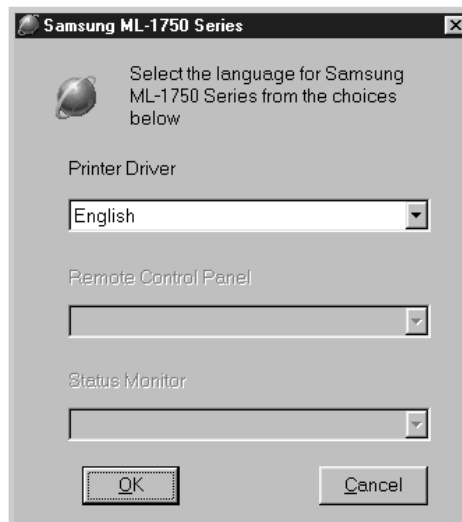 Samsung ML-1750 Series
Select the language for Samsung
ML-1750 Series from the choices
below
Printer Driver
English
Remote Control Panel
Status Monitor
OK
Cancel